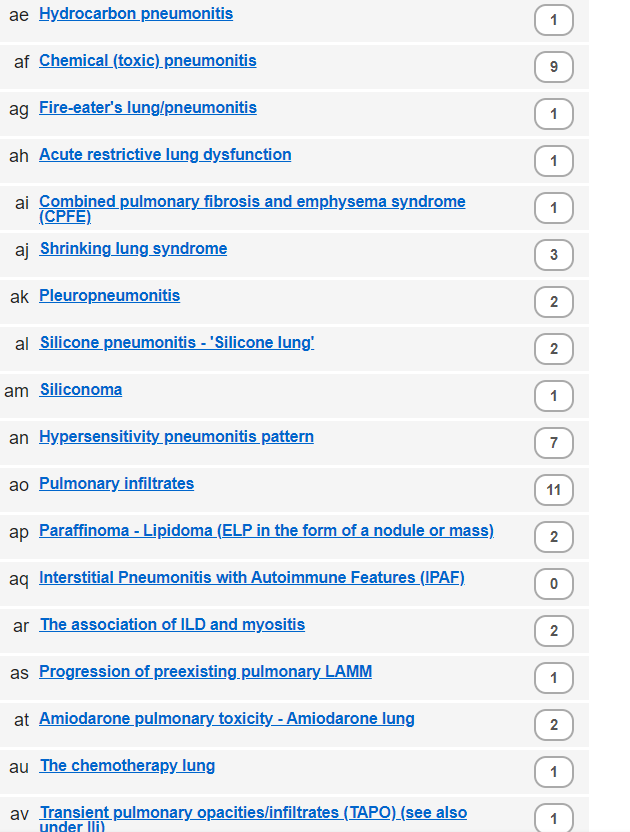 ae Hydrocarbon pneumonitis 1
af Chemical (toxic) pneumonitis 9
ag Fire-eater's lung/pneumonitis 1
ah Acute restrictive lung dysfunction 1
ai Combined pulmonary fibrosis and emphysema syndrome 1
(CPFE)
aj Shrinking lung syndrome 3
ak Pleuropneumonitis 2
al Silicone pneumonitis - 'Silicone lung' 2
am Siliconoma 1
an Hypersensitivity pneumonitis pattern 7
ao Pulmonary infiltrates 11
ap Paraffinoma - Lipidoma (ELP in the form of a nodule or mass) 2
aq Interstitial Pneumonitis with Autoimmune Features (IPAF) 0
ar The association of ILD and myositis 2
as Progression of preexisting pulmonary LAMM 1
at Amiodarone pulmonary toxicity - Amiodarone lung 2
au The chemotherapy lung 1
av Transient pulmonary opacities/infiltrates (TAPO) (see also 1
under